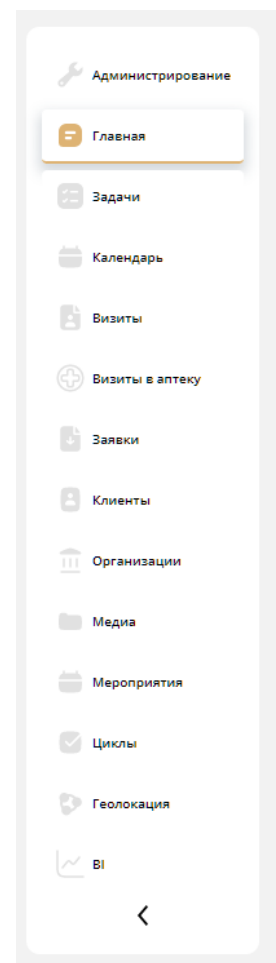 Администрирование
Главная
Задачи
Календарь
Визиты
Визиты в аптеку
Заявки
Клиенты
Организации
Медиа
Мероприятия
Циклы
Геолокация
BI